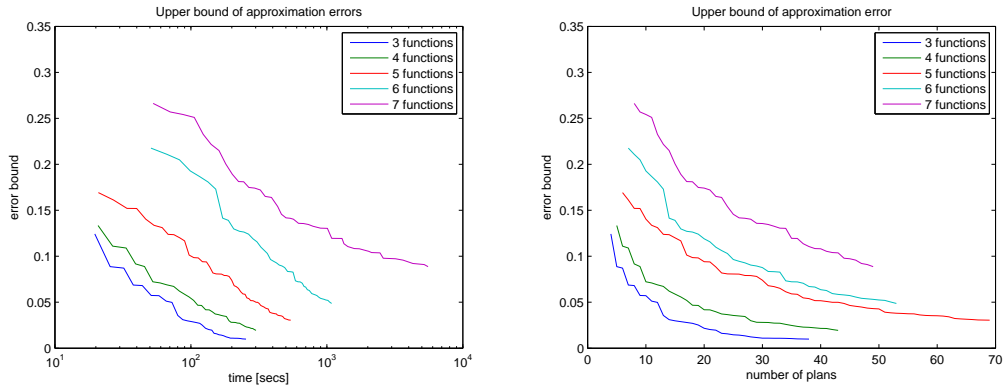 Upper bound of approximation errors
0.35
0.3
0.25
0.2
0.15
0.1
0.05
0
error bound
10^1
10^2
10^3
10^4
time [secs]
3 functions
4 functions
5 functions
6 functions
7 functions
Upper bound of approximation error
0.35
0.3
0.25
0.2
0.15
0.1
0.05
0
error bound
0
10
20
30
40
50
60
70
number of plans
3 functions
4 functions
5 functions
6 functions
7 functions